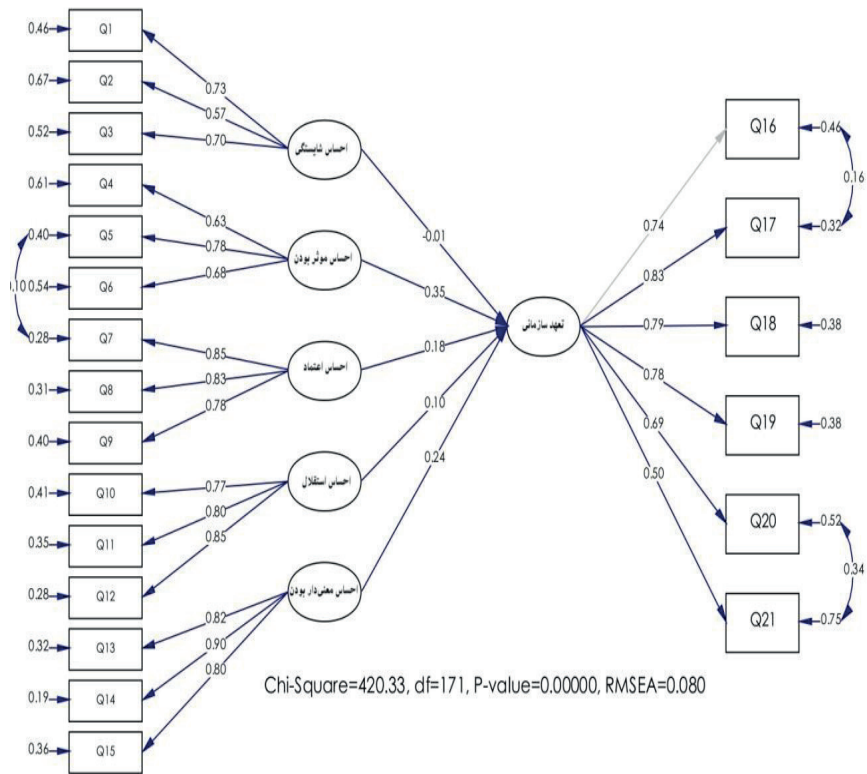 0.46 Q1
0.67 Q2
0.52 Q3
0.61 Q4
0.40 Q5
0.54 Q6
0.28 Q7
0.31 Q8
0.40 Q9
0.41 Q10
0.35 Q11
0.28 Q12
0.32 Q13
0.19 Q14
0.36 Q15
0.73
0.57
0.70
0.63
0.78
0.68
0.85
0.83
0.78
0.77
0.80
0.85
0.82
0.90
0.80
احساس شایستگی
احساس موثر بودن
احساس اعتماد
احساس استقلال
احساس معنی‌دار بودن
-0.01
0.35
0.18
0.10
0.24
تعهد سازمانی
0.74
0.83
0.79
0.78
0.69
0.50
Q16 0.46
0.16
Q17 0.32
Q18 0.38
Q19 0.38
Q20 0.52
0.34
Q21 0.75
Chi-Square=420.33, df=171, P-value=0.00000, RMSEA=0.080